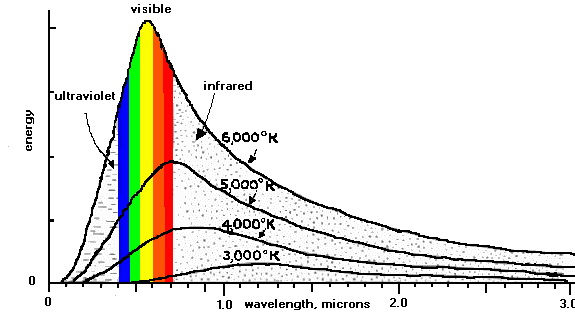 visible
ultraviolet
infrared
energy
6,000°K
5,000°K
4,000°K
3,000°K
0
0
1.0
wavelength, microns
2.0
3.0